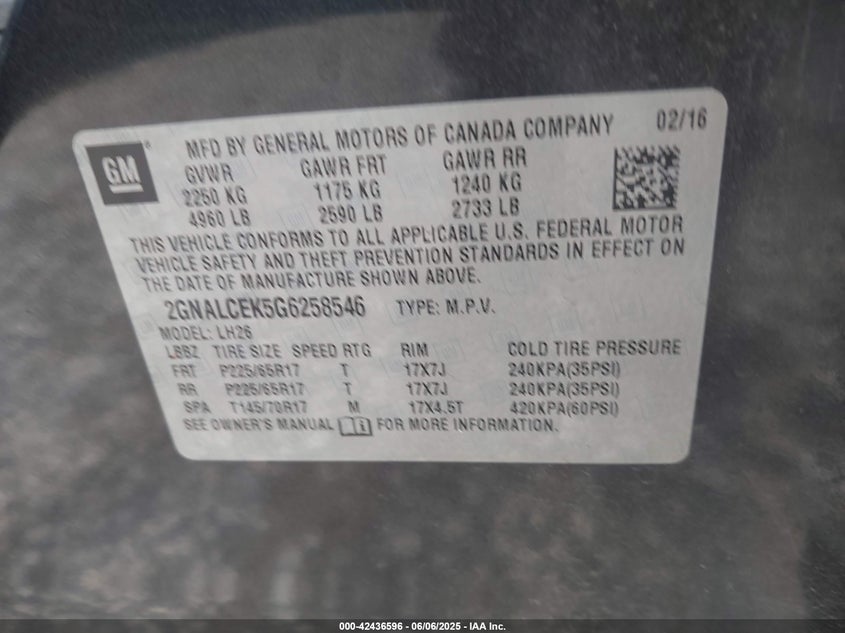 GM
MFD BY GENERAL MOTORS OF CANADA COMPANY 02/16
GVWR GAWR FRT GAWR RR
2250 KG 1175 KG 1240 KG
4960 LB 2590 LB 2733 LB
THIS VEHICLE CONFORMS TO ALL APPLICABLE U.S. FEDERAL MOTOR
VEHICLE SAFETY AND THEFT PREVENTION STANDARDS IN EFFECT ON
THE DATE OF MANUFACTURE SHOWN ABOVE.
2GNALCEK5G6258546 TYPE: M.P.V.
MODEL: LH26
LBBZ TIRE SIZE SPEED RTG RIM COLD TIRE PRESSURE
FRT P225/65R17 T 17X7J 240KPA(35PSI)
RR P225/65R17 T 17X7J 240KPA(35PSI)
SPA T145/70R17 M 17X4.5T 420KPA(60PSI)
SEE OWNER'S MANUAL FOR MORE INFORMATION.
000-42436596 - 06/06/2025 - IAA Inc.